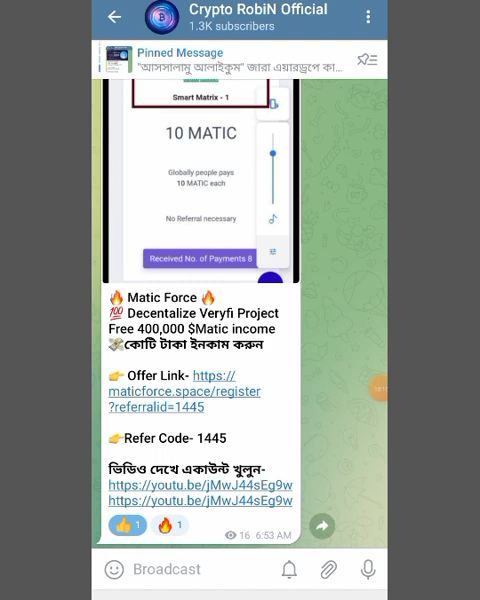 Crypto RobiN Official
1.3K subscribers
Pinned Message
"আসসালামু আলাইকুম" জারা এয়ারড্রপে কা...
Smart Matrix - 1
10 MATIC
Globally people pays
10 MATIC each
No Referral necessary
Received No. of Payments 8
🔥 Matic Force 🔥
💯 Decentalize Veryfi Project
Free 400,000 $Matic income
💸কোটি টাকা ইনকাম করুন
👉 Offer Link- https://
maticforce.space/register
?referralid=1445
👉Refer Code- 1445
ভিডিও দেখে একাউন্ট খুলুন-
https://youtu.be/jMwJ44sEg9w
https://youtu.be/jMwJ44sEg9w
👍 1 🔥 1
16 6:53 AM
Broadcast